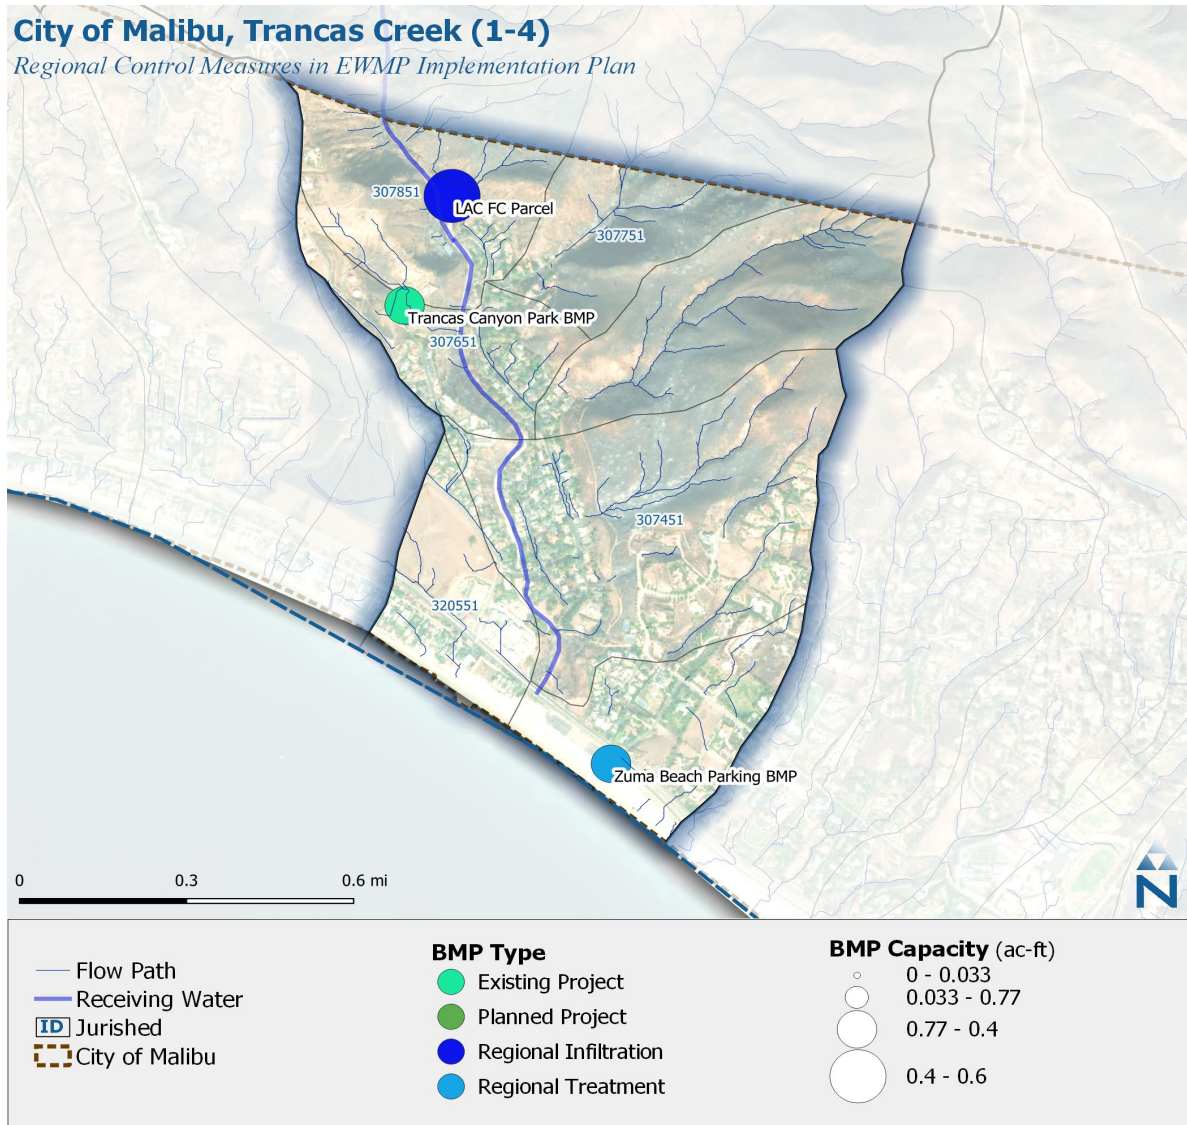 City of Malibu, Trancas Creek (1-4)
Regional Control Measures in EWMP Implementation Plan
307851
LAC FC Parcel
307751
Trancas Canyon Park BMP
307651
307451
320551
Zuma Beach Parking BMP
0 0.3 0.6 mi
N
Flow Path
Receiving Water
ID Jurished
City of Malibu
BMP Type
Existing Project
Planned Project
Regional Infiltration
Regional Treatment
BMP Capacity (ac-ft)
0 - 0.033
0.033 - 0.77
0.77 - 0.4
0.4 - 0.6